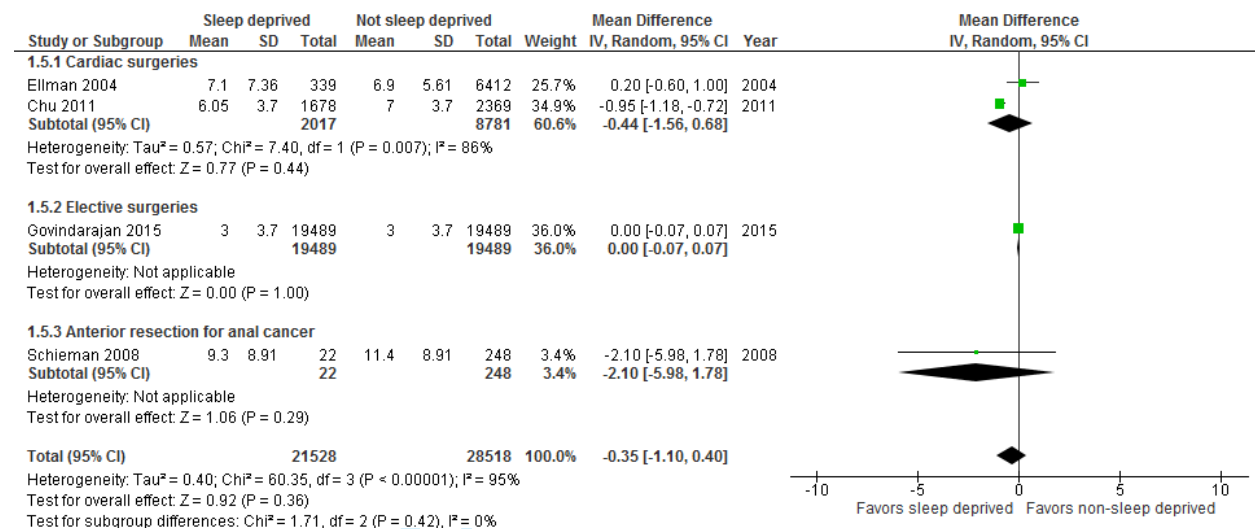 Sleep deprived Not sleep deprived Mean Difference Mean Difference
Study or Subgroup Mean SD Total Mean SD Total Weight IV, Random, 95% CI Year IV, Random, 95% CI
1.5.1 Cardiac surgeries
Ellman 2004 7.1 7.36 339 6.9 5.61 6412 25.7% 0.20 [-0.60, 1.00] 2004
Chu 2011 6.05 3.7 1678 7 3.7 2369 34.9% -0.95 [-1.18, -0.72] 2011
Subtotal (95% CI) 2017 8781 60.6% -0.44 [-1.56, 0.68]
Heterogeneity: Tau² = 0.57; Chi² = 7.40, df = 1 (P = 0.007); I² = 86%
Test for overall effect: Z = 0.77 (P = 0.44)
1.5.2 Elective surgeries
Govindarajan 2015 3 3.7 19489 3 3.7 19489 36.0% 0.00 [-0.07, 0.07] 2015
Subtotal (95% CI) 19489 19489 36.0% 0.00 [-0.07, 0.07]
Heterogeneity: Not applicable
Test for overall effect: Z = 0.00 (P = 1.00)
1.5.3 Anterior resection for anal cancer
Schieman 2008 9.3 8.91 22 11.4 8.91 248 3.4% -2.10 [-5.98, 1.78] 2008
Subtotal (95% CI) 22 248 3.4% -2.10 [-5.98, 1.78]
Heterogeneity: Not applicable
Test for overall effect: Z = 1.06 (P = 0.29)
Total (95% CI) 21528 28518 100.0% -0.35 [-1.10, 0.40]
Heterogeneity: Tau² = 0.40; Chi² = 60.35, df = 3 (P < 0.00001); I² = 95%
Test for overall effect: Z = 0.92 (P = 0.36)
Test for subgroup differences: Chi² = 1.71, df = 2 (P = 0.42), I² = 0%
-10 -5 0 5 10
Favors sleep deprived Favors non-sleep deprived